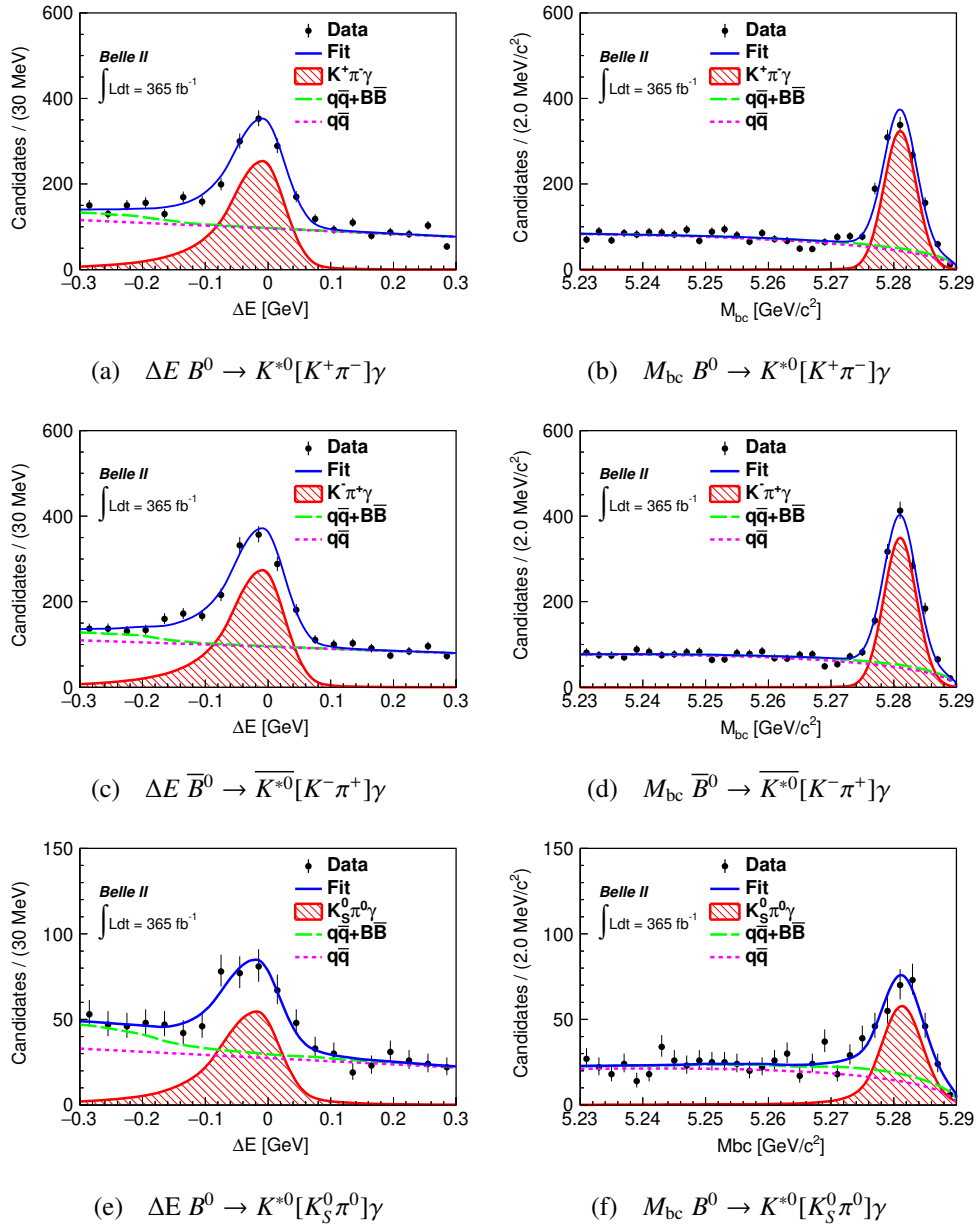 600
400
200
0
Candidates / (30 MeV)
Belle II
∫ Ldt = 365 fb⁻¹
Data
Fit
K⁺π⁻γ
qq̅+BB̅
qq̅
−0.3 −0.2 −0.1 0 0.1 0.2 0.3
ΔE [GeV]
(a) ΔE B⁰ → K*⁰[K⁺π⁻]γ
600
400
200
0
Candidates / (2.0 MeV/c²)
Belle II
∫ Ldt = 365 fb⁻¹
Data
Fit
K⁺π⁻γ
qq̅+BB̅
qq̅
5.23 5.24 5.25 5.26 5.27 5.28 5.29
M_bc [GeV/c²]
(b) M_bc B⁰ → K*⁰[K⁺π⁻]γ
600
400
200
0
Candidates / (30 MeV)
Belle II
∫ Ldt = 365 fb⁻¹
Data
Fit
K⁻π⁺γ
qq̅+BB̅
qq̅
−0.3 −0.2 −0.1 0 0.1 0.2 0.3
ΔE [GeV]
(c) ΔE B̅⁰ → K̅*⁰[K⁻π⁺]γ
600
400
200
0
Candidates / (2.0 MeV/c²)
Belle II
∫ Ldt = 365 fb⁻¹
Data
Fit
K⁻π⁺γ
qq̅+BB̅
qq̅
5.23 5.24 5.25 5.26 5.27 5.28 5.29
M_bc [GeV/c²]
(d) M_bc B̅⁰ → K̅*⁰[K⁻π⁺]γ
150
100
50
0
Candidates / (30 MeV)
Belle II
∫ Ldt = 365 fb⁻¹
Data
Fit
K_S⁰π⁰γ
qq̅+BB̅
qq̅
−0.3 −0.2 −0.1 0 0.1 0.2 0.3
ΔE [GeV]
(e) ΔE B⁰ → K*⁰[K_S⁰π⁰]γ
150
100
50
0
Candidates / (2.0 MeV/c²)
Belle II
∫ Ldt = 365 fb⁻¹
Data
Fit
K_S⁰π⁰γ
qq̅+BB̅
qq̅
5.23 5.24 5.25 5.26 5.27 5.28 5.29
Mbc [GeV/c²]
(f) M_bc B⁰ → K*⁰[K_S⁰π⁰]γ